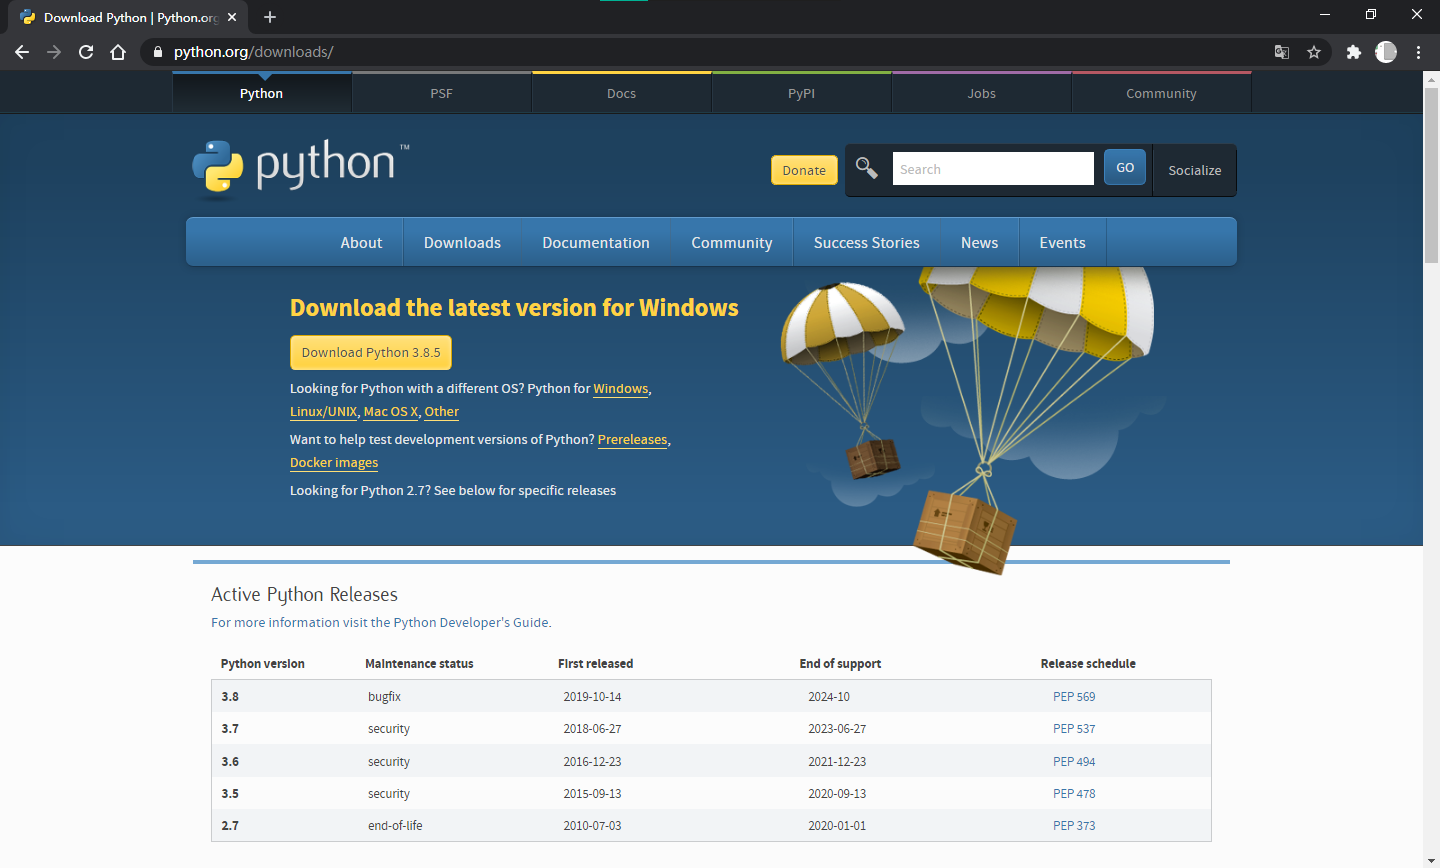 Download Python | Python.org
python.org/downloads/
Python PSF Docs PyPI Jobs Community
python™
Donate Search GO Socialize
About Downloads Documentation Community Success Stories News Events
Download the latest version for Windows
Download Python 3.8.5
Looking for Python with a different OS? Python for Windows,
Linux/UNIX, Mac OS X, Other
Want to help test development versions of Python? Prereleases,
Docker images
Looking for Python 2.7? See below for specific releases
Active Python Releases
For more information visit the Python Developer's Guide.
Python version Maintenance status First released End of support Release schedule
3.8 bugfix 2019-10-14 2024-10 PEP 569
3.7 security 2018-06-27 2023-06-27 PEP 537
3.6 security 2016-12-23 2021-12-23 PEP 494
3.5 security 2015-09-13 2020-09-13 PEP 478
2.7 end-of-life 2010-07-03 2020-01-01 PEP 373